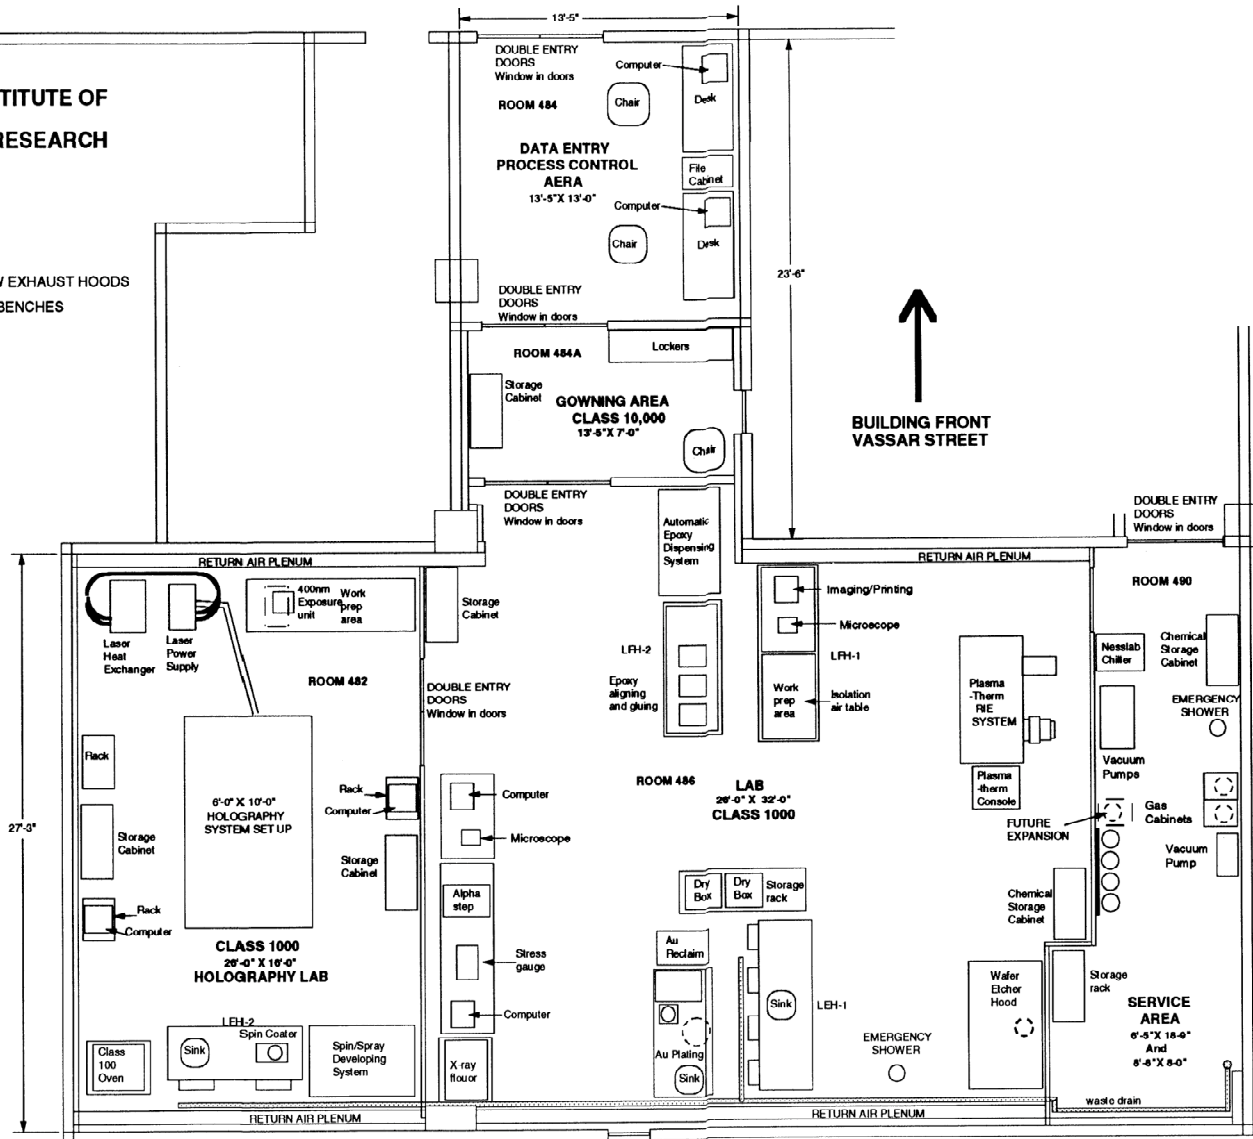 13'-5"
DOUBLE ENTRY
DOORS
Window in doors
Computer
ROOM 484
Chair
Desk
TITUTE OF
RESEARCH
DATA ENTRY
PROCESS CONTROL
AERA
13'-5"X 13'-0"
File
Cabinet
Computer
Chair
Desk
23'-6"
W EXHAUST HOODS
BENCHES
DOUBLE ENTRY
DOORS
Window in doors
ROOM 484A
Lockers
Storage
Cabinet
GOWNING AREA
CLASS 10,000
13'-5"X 7'-0"
Chair
BUILDING FRONT
VASSAR STREET
DOUBLE ENTRY
DOORS
Window in doors
Automatic
Epoxy
Dispensing
System
DOUBLE ENTRY
DOORS
Window in doors
RETURN AIR PLENUM
RETURN AIR PLENUM
ROOM 490
Laser
Heat
Exchanger
Laser
Power
Supply
400nm
Exposure
unit
Work
prep
area
Storage
Cabinet
Imaging/Printing
Microscope
LFH-2
LFH-1
Epoxy
aligning
and gluing
Work
prep
area
Isolation
air table
Plasma
-Therm
RIE
SYSTEM
Nesslab
Chiller
Chemical
Storage
Cabinet
EMERGENCY
SHOWER
ROOM 482
DOUBLE ENTRY
DOORS
Window in doors
Rack
6'-0" X 10'-0"
HOLOGRAPHY
SYSTEM SET UP
Rack
Computer
Computer
Microscope
ROOM 486
LAB
26'-0" X 32'-0"
CLASS 1000
Plasma
-therm
Console
Vacuum
Pumps
FUTURE
EXPANSION
Gas
Cabinets
Vacuum
Pump
27'-3"
Storage
Cabinet
Storage
Cabinet
Rack
Computer
Alpha
step
Dry
Box
Dry
Box
Storage
rack
Chemical
Storage
Cabinet
CLASS 1000
26'-0" X 16'-0"
HOLOGRAPHY LAB
Stress
gauge
Computer
Au
Reclaim
Sink
LEH-1
Wafer
Etcher
Hood
Storage
rack
SERVICE
AREA
6'-5"X 18-9"
And
8'-8"X 8-0"
LEH-2
Class
100
Oven
Sink
Spin Coater
Spin/Spray
Developing
System
X-ray
flouor
Au Plating
Sink
EMERGENCY
SHOWER
waste drain
RETURN AIR PLENUM
RETURN AIR PLENUM